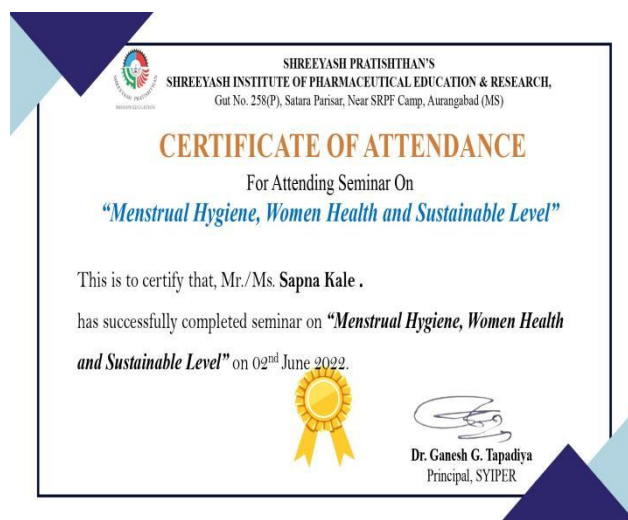 SHREEYASH PRATISHTHAN'S
SHREEYASH INSTITUTE OF PHARMACEUTICAL EDUCATION & RESEARCH,
Gut No. 258(P), Satara Parisar, Near SRPF Camp, Aurangabad (MS)
CERTIFICATE OF ATTENDANCE
For Attending Seminar On
“Menstrual Hygiene, Women Health and Sustainable Level”
This is to certify that, Mr./Ms. Sapna Kale .
has successfully completed seminar on “Menstrual Hygiene, Women Health
and Sustainable Level” on 02nd June 2022.
Dr. Ganesh G. Tapadiya
Principal, SYIPER